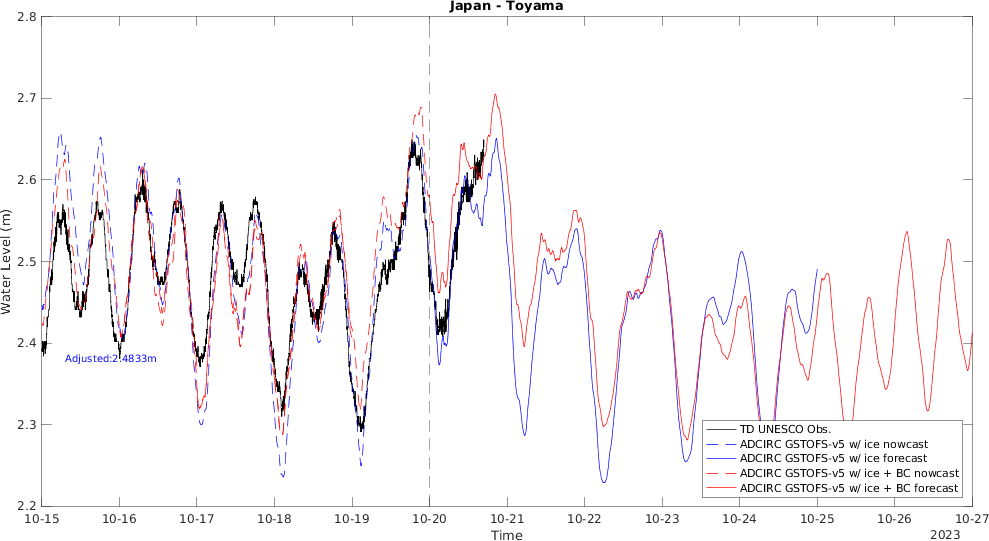 Japan - Toyama
Water Level (m)
2.8
2.7
2.6
2.5
2.4
2.3
2.2
Adjusted:2.4833m
TD UNESCO Obs.
ADCIRC GSTOFS-v5 w/ ice nowcast
ADCIRC GSTOFS-v5 w/ ice forecast
ADCIRC GSTOFS-v5 w/ ice + BC nowcast
ADCIRC GSTOFS-v5 w/ ice + BC forecast
10-15 10-16 10-17 10-18 10-19 10-20 10-21 10-22 10-23 10-24 10-25 10-26 10-27
Time
2023